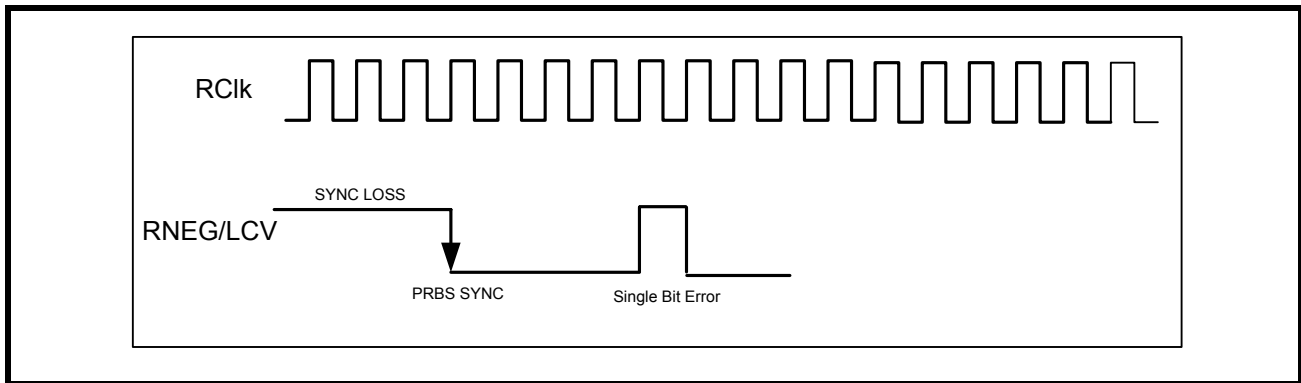 RClk
SYNC LOSS
RNEG/LCV
PRBS SYNC
Single Bit Error